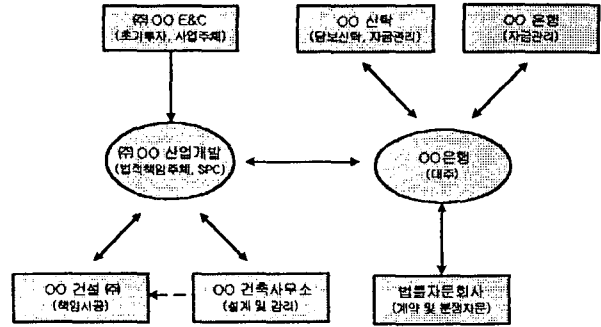 ㈜ OO E&C
(초기투자, 사업주체)
OO 신탁
(담보신탁, 자금관리)
OO 은행
(자금관리)
㈜ OO 산업개발
(법적책임주체, SPC)
OO은행
(대주)
OO 건설 ㈜
(책임시공)
OO 건축사무소
(설계 및 감리)
법률자문회사
(계약 및 분쟁자문)